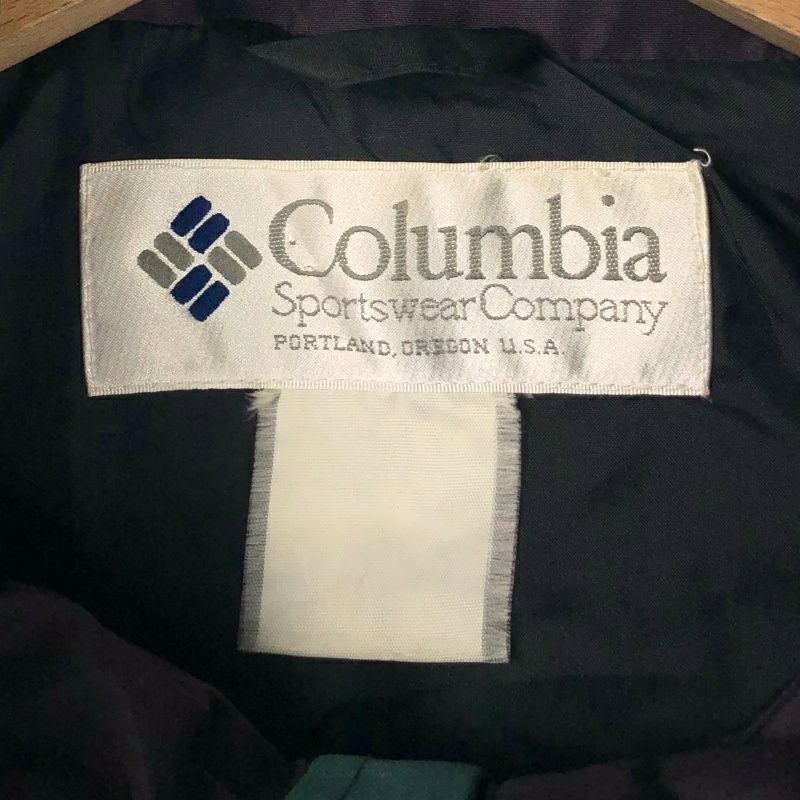 Columbia
Sportswear Company
PORTLAND, OREGON U.S.A.